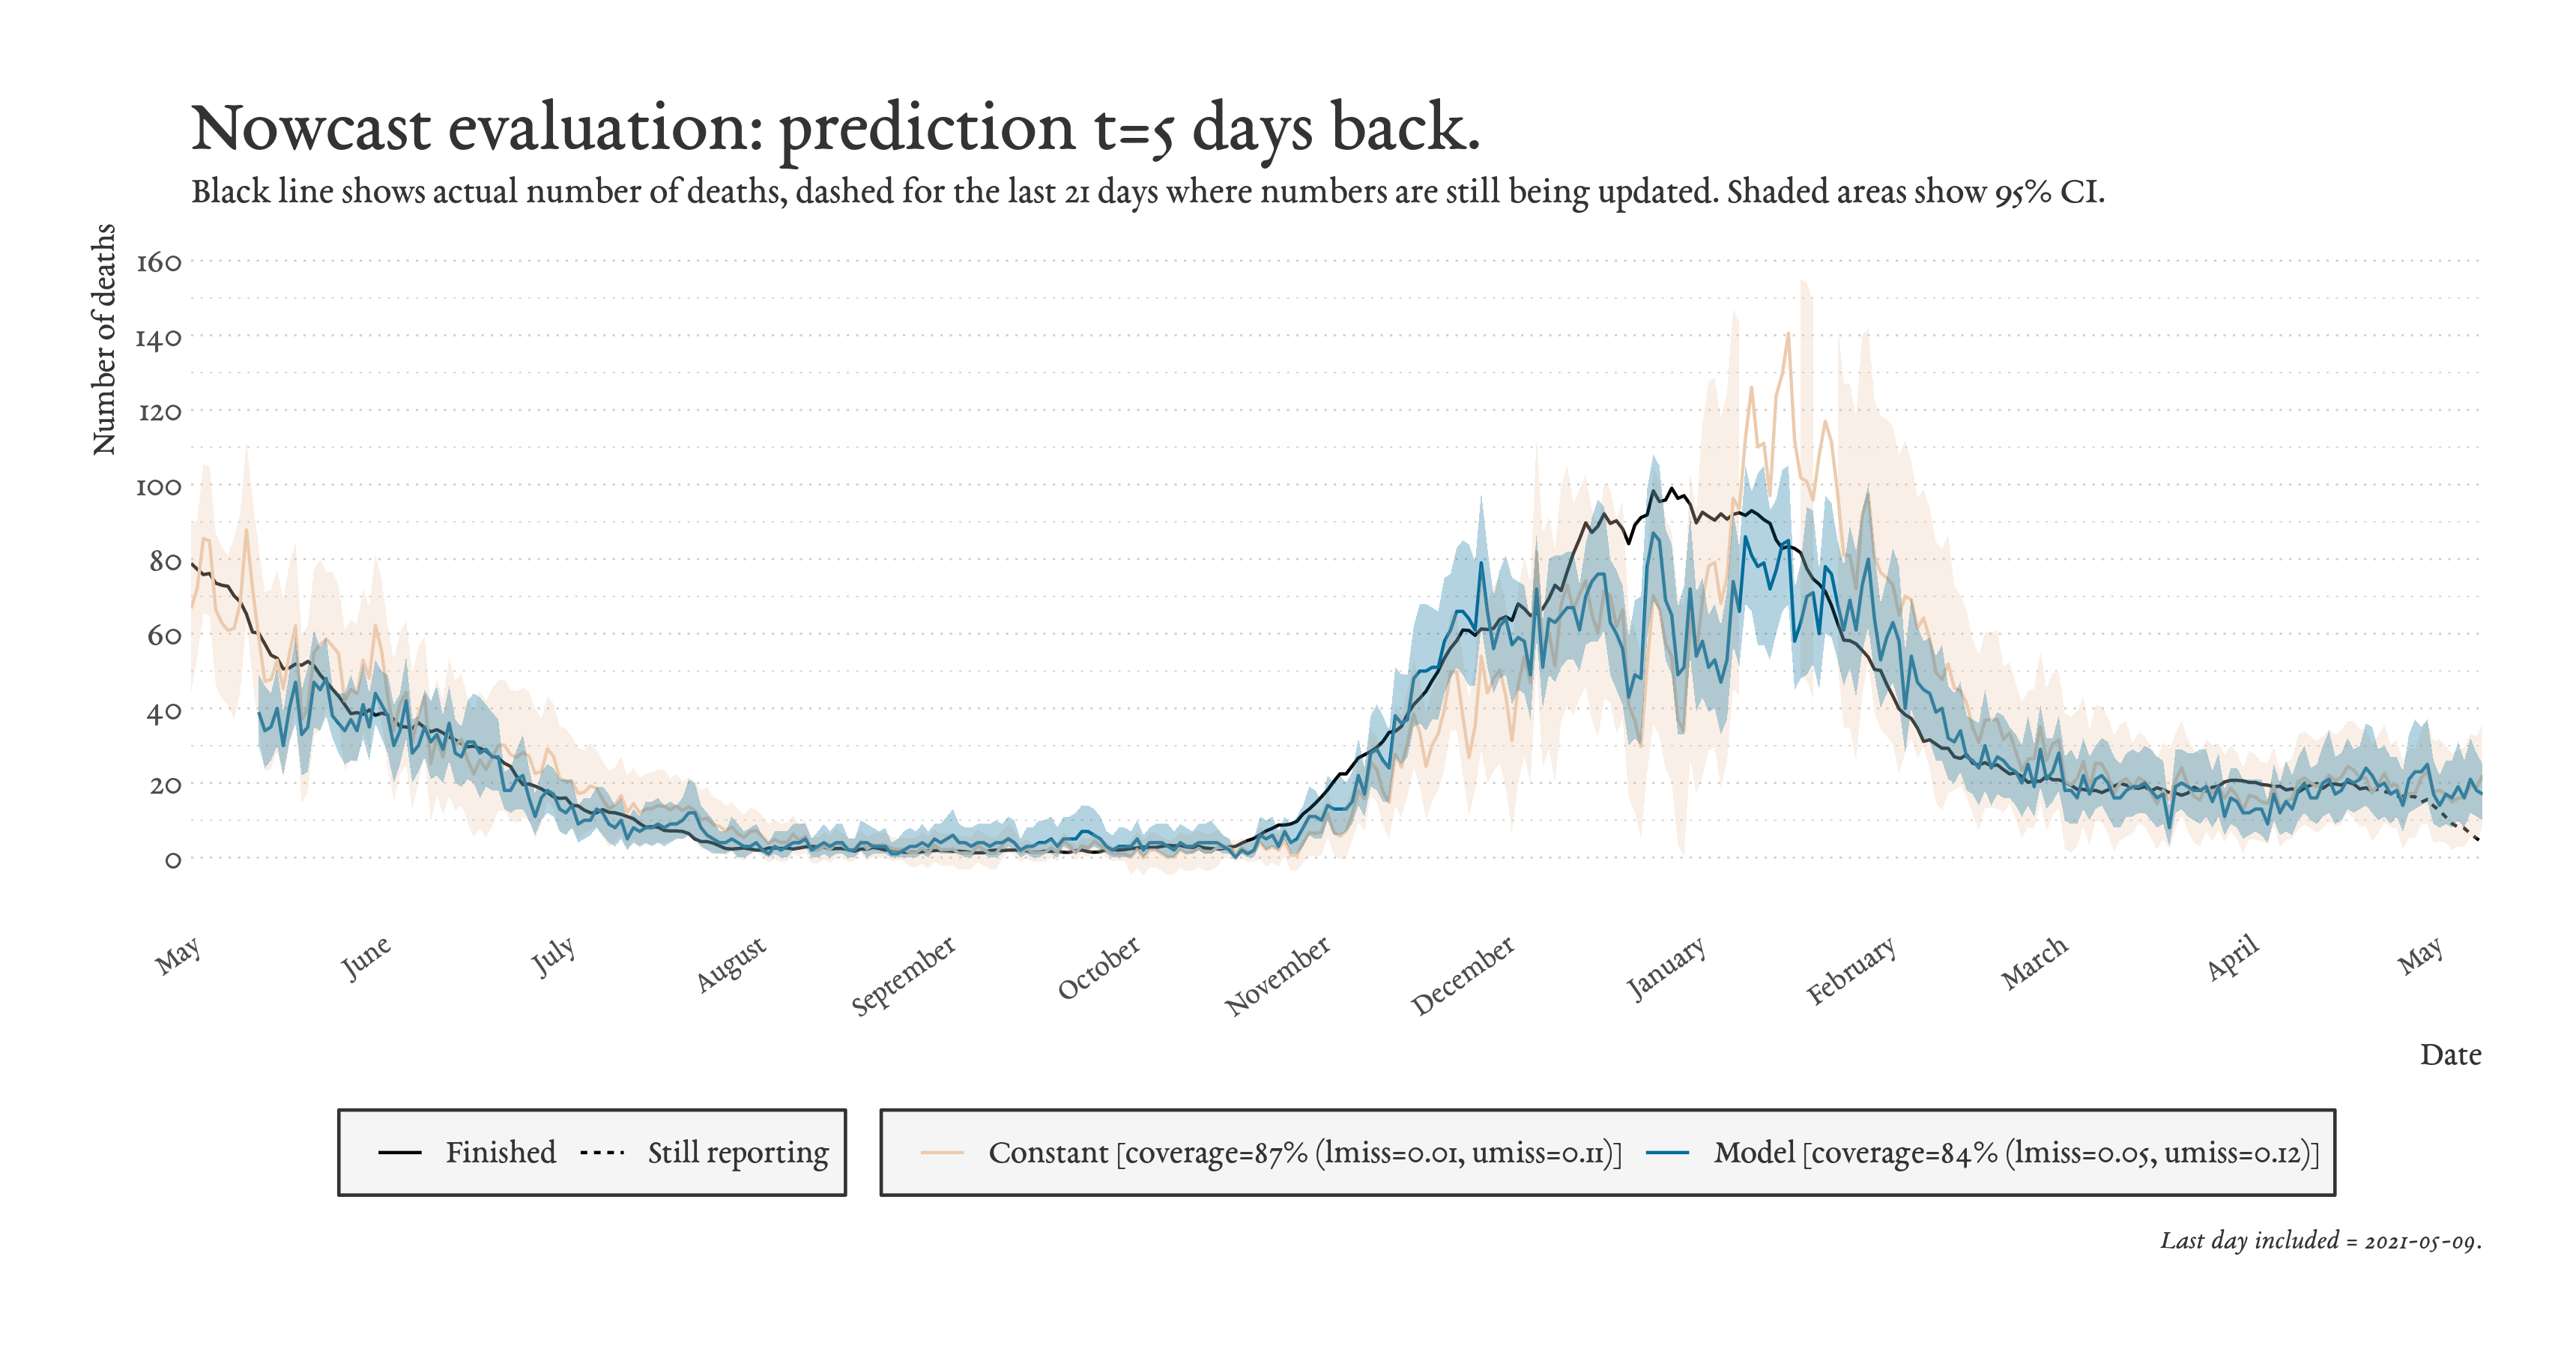 Nowcast evaluation: prediction t=5 days back.
Black line shows actual number of deaths, dashed for the last 21 days where numbers are still being updated. Shaded areas show 95% CI.
Number of deaths
160
140
120
100
80
60
40
20
0
May
June
July
August
September
October
November
December
January
February
March
April
May
Date
Finished
Still reporting
Constant [coverage=87% (lmiss=0.01, umiss=0.11)]
Model [coverage=84% (lmiss=0.05, umiss=0.12)]
Last day included = 2021-05-09.